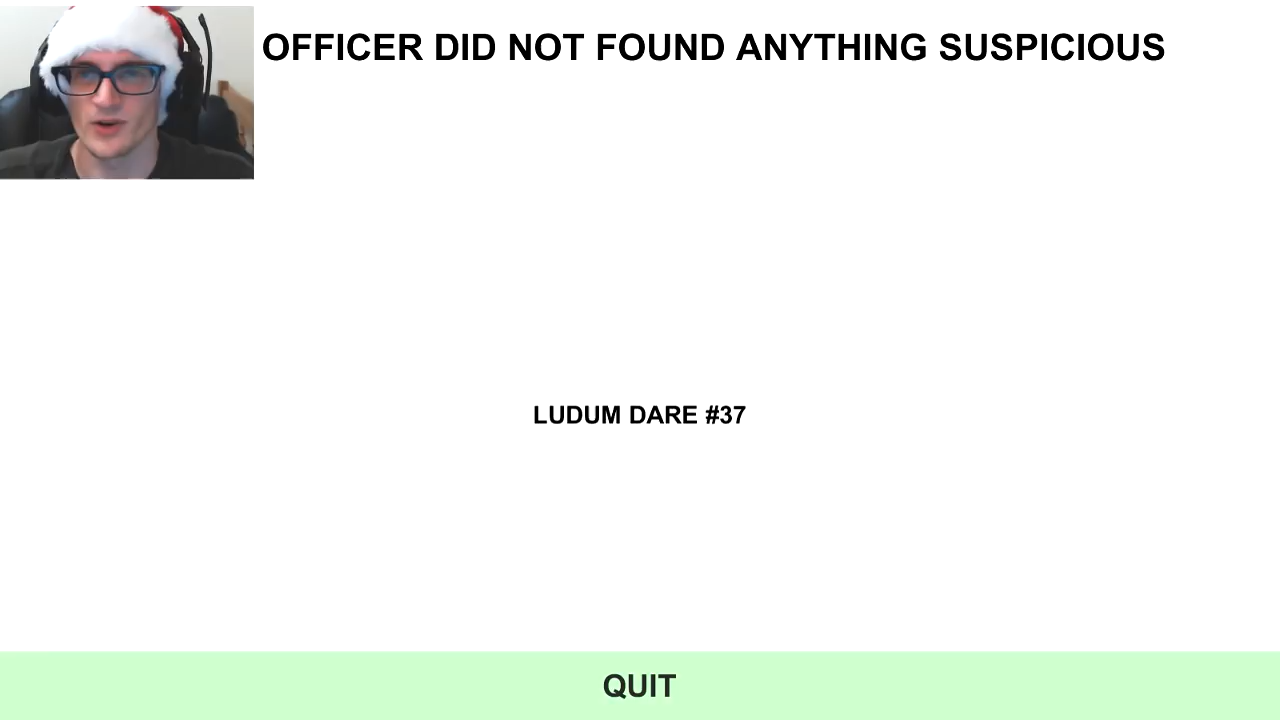 OFFICER DID NOT FOUND ANYTHING SUSPICIOUS
LUDUM DARE #37
QUIT